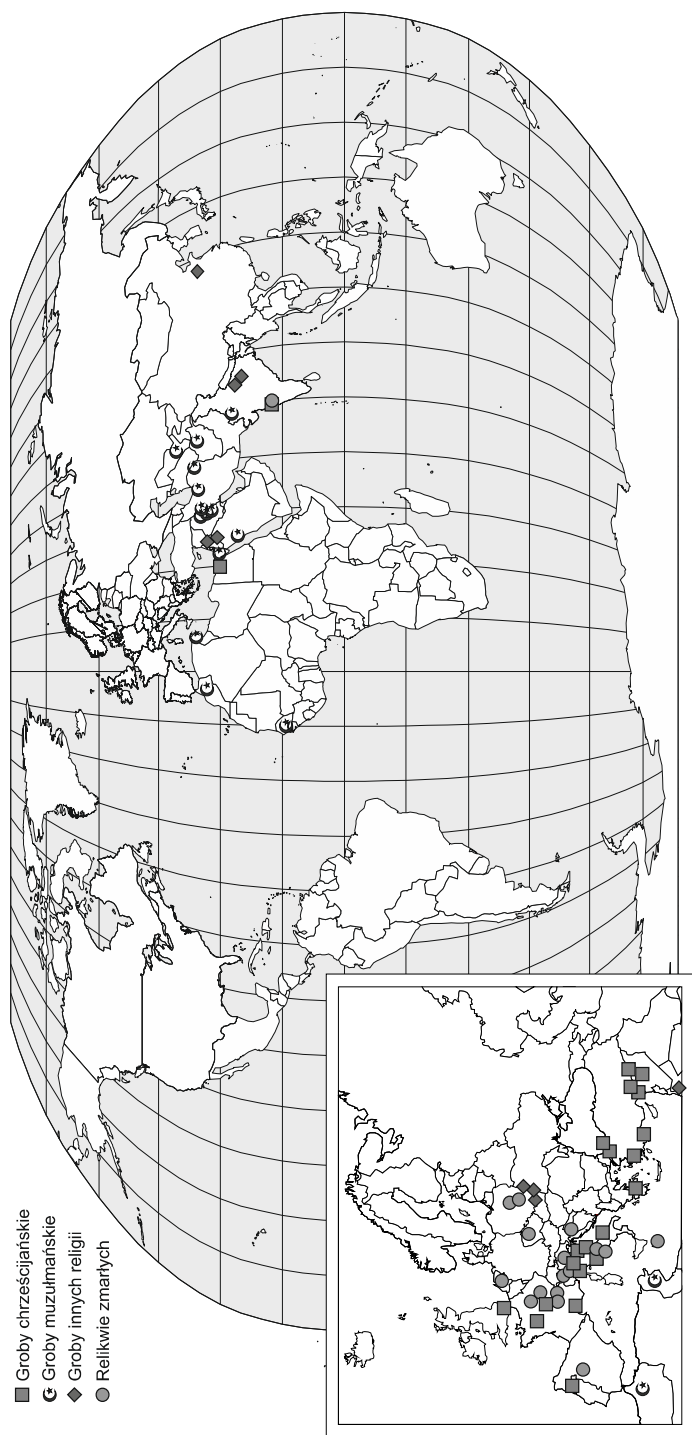 Groby chrześcijańskie
Groby muzułmańskie
Groby innych religii
Relikwie zmarłych